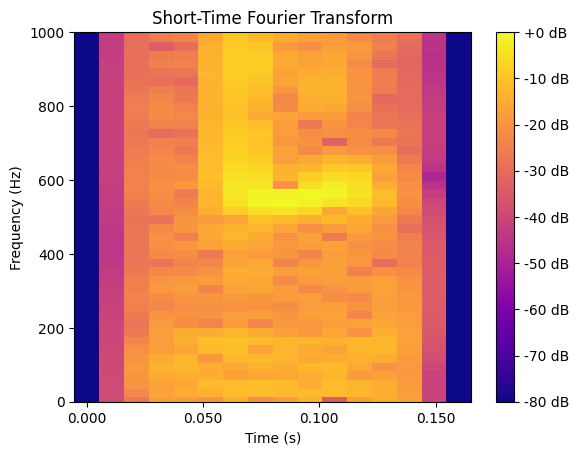 Short-Time Fourier Transform
Frequency (Hz)
1000
800
600
400
200
0
0.000
0.050
0.100
0.150
Time (s)
+0 dB
-10 dB
-20 dB
-30 dB
-40 dB
-50 dB
-60 dB
-70 dB
-80 dB